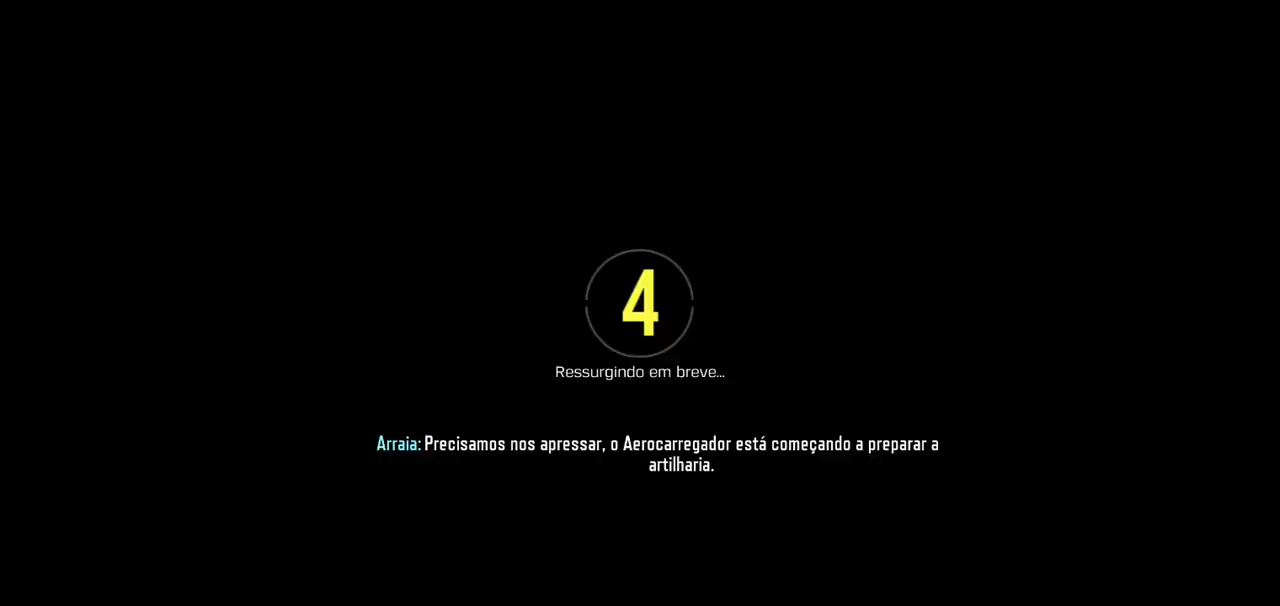 4
Ressurgindo em breve...
Arraia: Precisamos nos apressar, o Aerocarregador está começando a preparar a
artilharia.